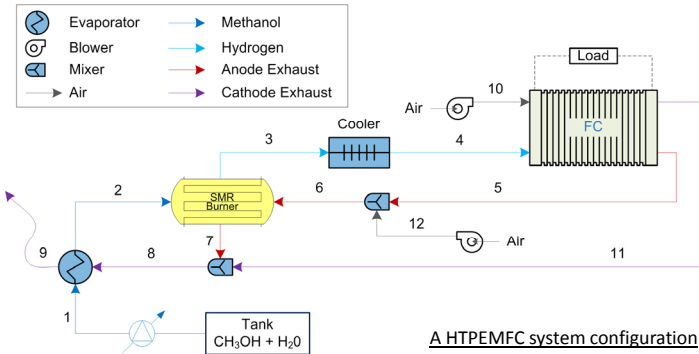 Evaporator
Methanol
Blower
Hydrogen
Mixer
Anode Exhaust
Air
Cathode Exhaust
Load
10
Air
FC
Cooler
3
4
2
SMR
Burner
6
5
12
7
Air
9
8
11
1
Tank
CH₃OH + H₂0
A HTPEMFC system configuration